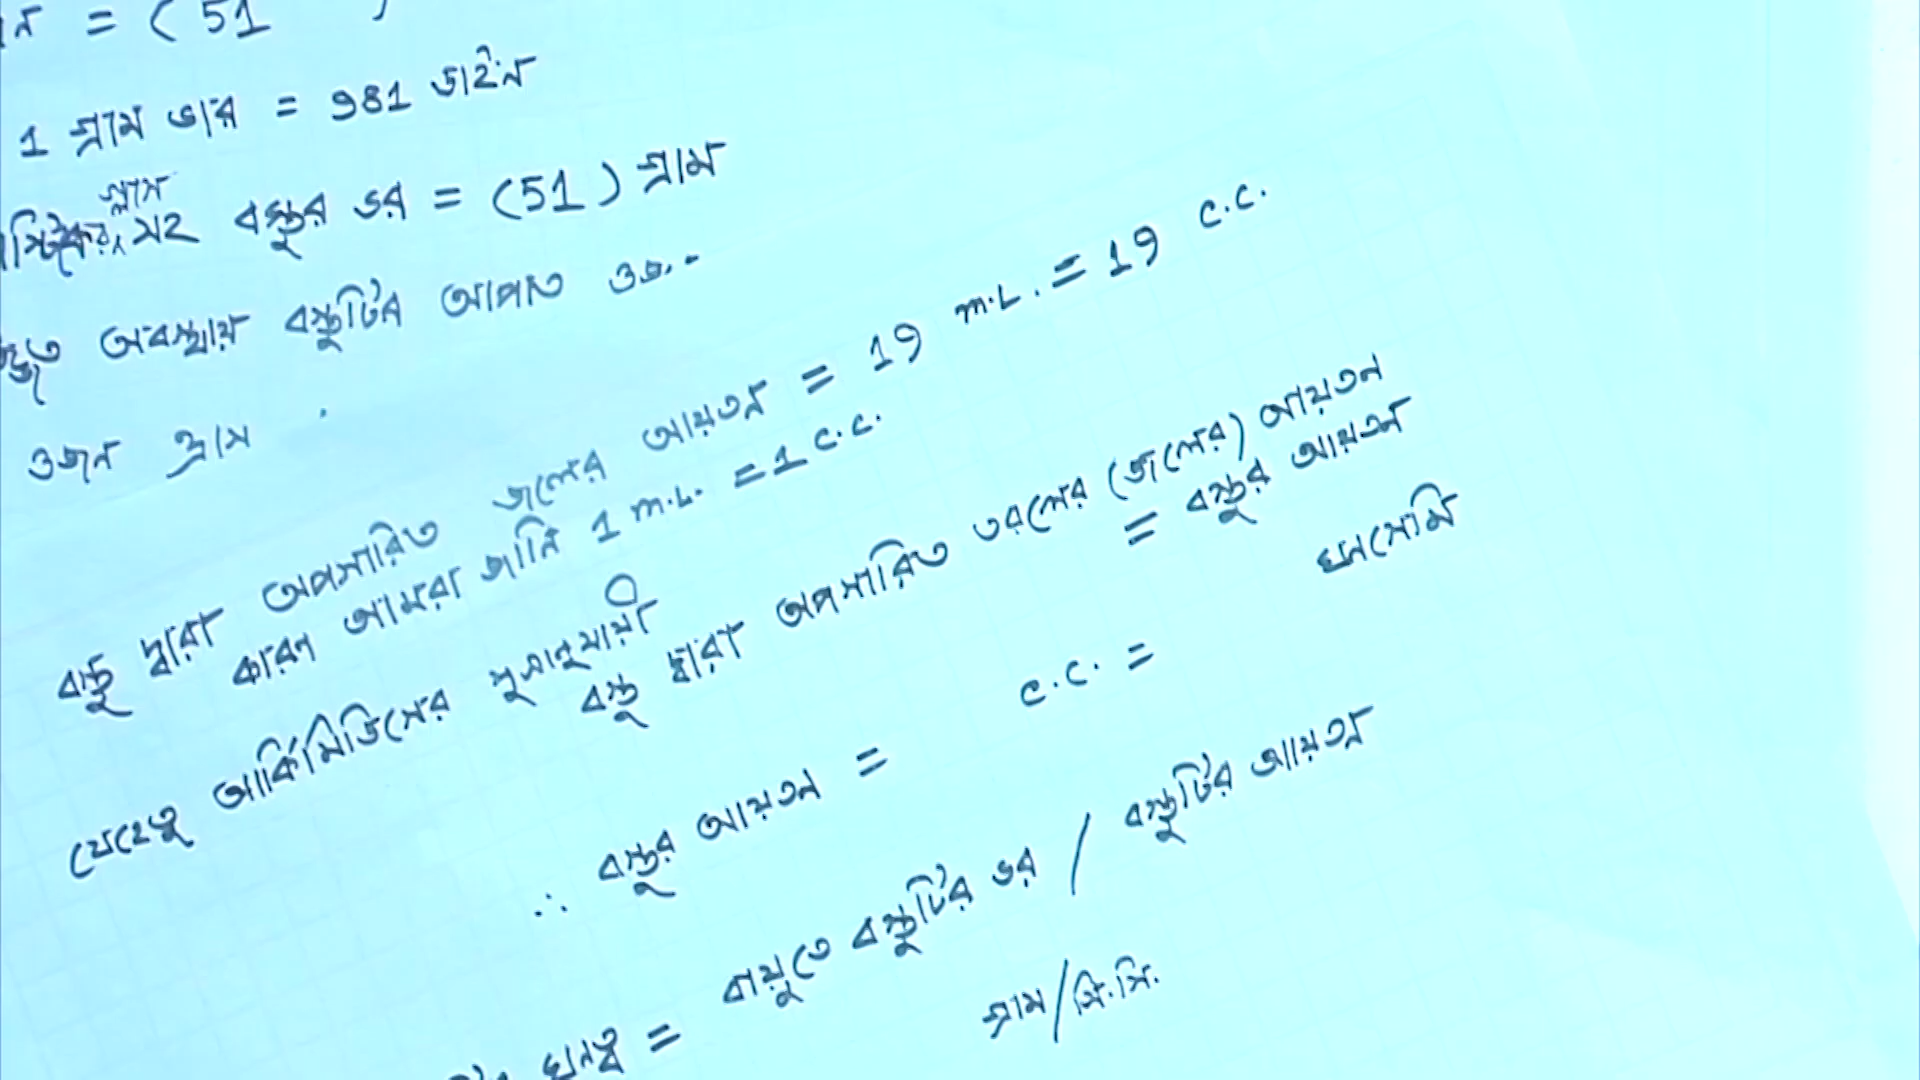 = (51 )
1 গ্রাম ভার = 981 ডাইন
গ্লাস
সহ বস্তুর ভর = (51) গ্রাম
অবস্থায় বস্তুটির আপাত
ওজন গ্রাম
বস্তু দ্বারা অপসারিত জলের আয়তন = 19 m.L. = 19 c.c.
কারণ আমরা জানি 1 m.L. = 1 c.c.
যেহেতু আর্কিমিডিসের সূত্রানুযায়ী
বস্তু দ্বারা অপসারিত তরলের (জলের) আয়তন
= বস্তুর আয়তন
∴ বস্তুর আয়তন = c.c. = ঘনসেমি
ঘনত্ব = বায়ুতে বস্তুটির ভর / বস্তুটির আয়তন
গ্রাম/সি.সি.